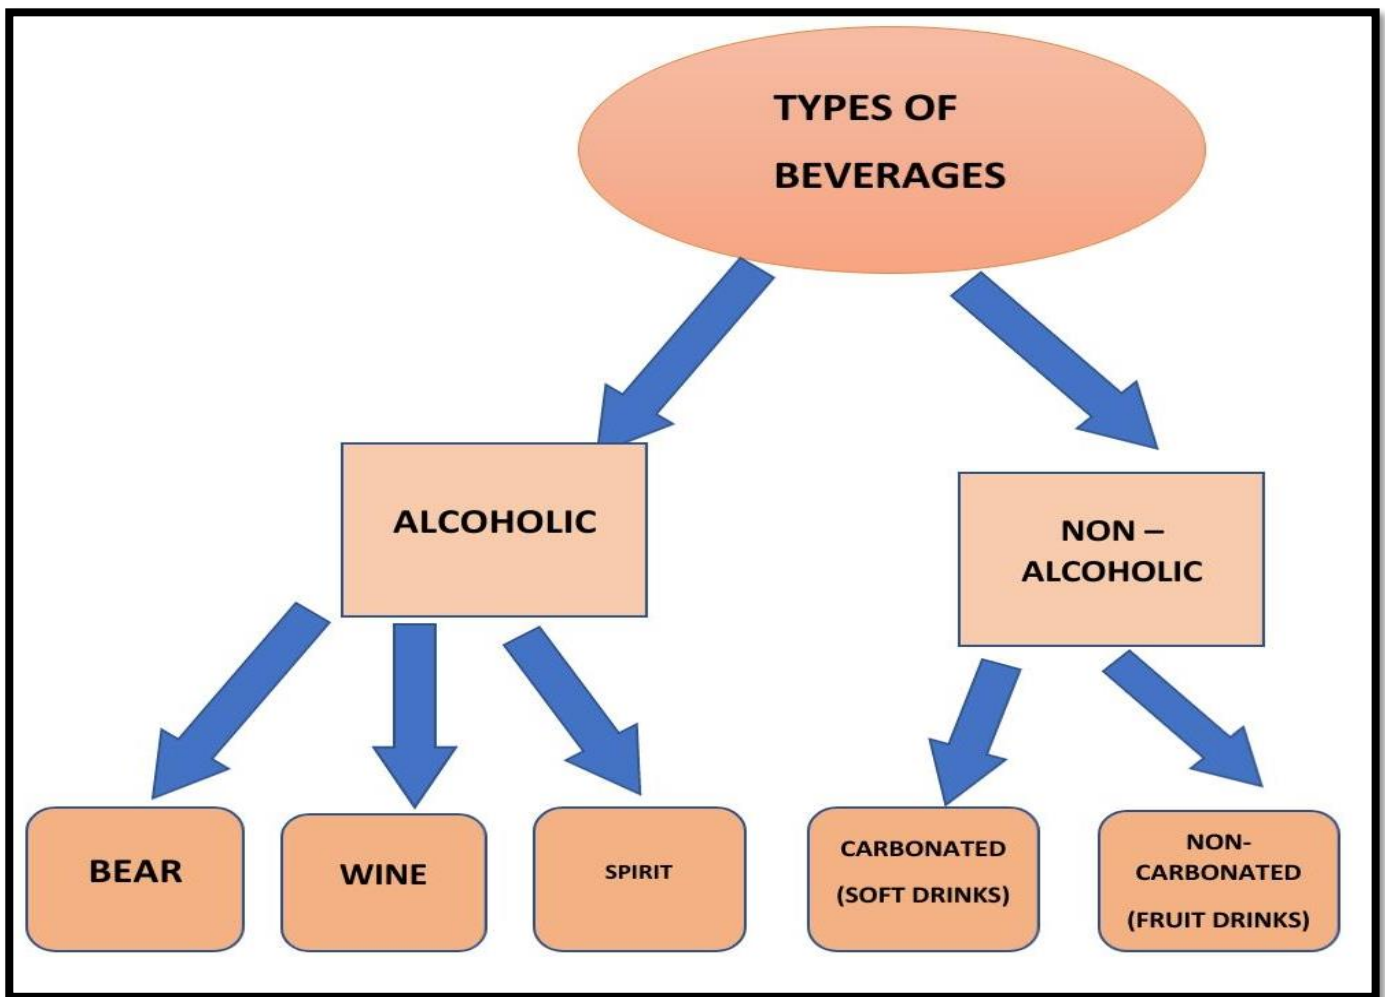 TYPES OF
BEVERAGES
ALCOHOLIC
NON –
ALCOHOLIC
BEAR
WINE
SPIRIT
CARBONATED
(SOFT DRINKS)
NON-
CARBONATED
(FRUIT DRINKS)